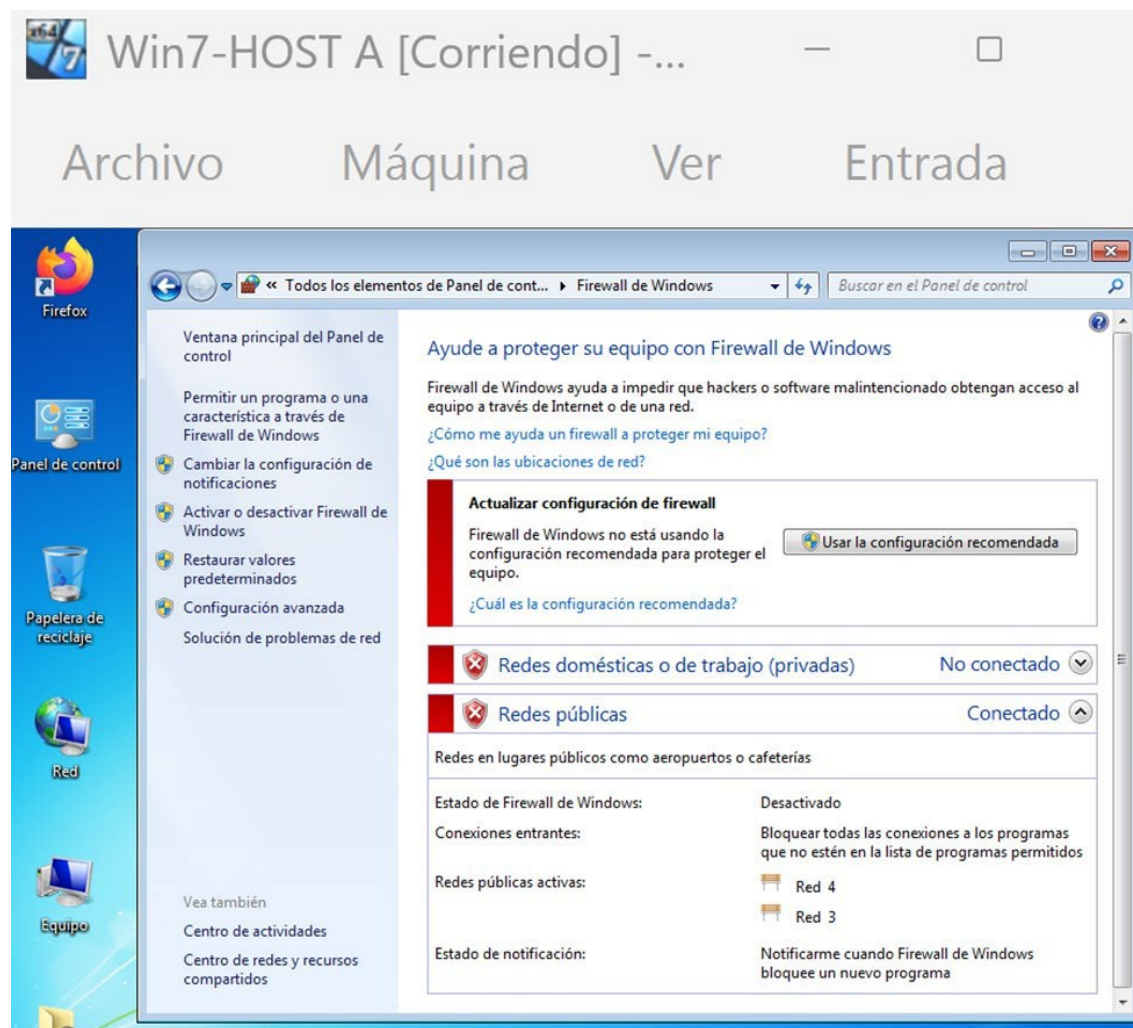 x64
7
Win7-HOST A [Corriendo] -...
Archivo Máquina Ver Entrada
Firefox
Panel de control
Papelera de
reciclaje
Red
Equipo
« Todos los elementos de Panel de cont... Firewall de Windows
Buscar en el Panel de control
Ventana principal del Panel de
control
Permitir un programa o una
característica a través de
Firewall de Windows
Cambiar la configuración de
notificaciones
Activar o desactivar Firewall de
Windows
Restaurar valores
predeterminados
Configuración avanzada
Solución de problemas de red
Vea también
Centro de actividades
Centro de redes y recursos
compartidos
Ayude a proteger su equipo con Firewall de Windows
Firewall de Windows ayuda a impedir que hackers o software malintencionado obtengan acceso al
equipo a través de Internet o de una red.
¿Cómo me ayuda un firewall a proteger mi equipo?
¿Qué son las ubicaciones de red?
Actualizar configuración de firewall
Firewall de Windows no está usando la
configuración recomendada para proteger el
equipo.
Usar la configuración recomendada
¿Cuál es la configuración recomendada?
Redes domésticas o de trabajo (privadas) No conectado
Redes públicas Conectado
Redes en lugares públicos como aeropuertos o cafeterías
Estado de Firewall de Windows: Desactivado
Conexiones entrantes: Bloquear todas las conexiones a los programas
que no estén en la lista de programas permitidos
Redes públicas activas: Red 4
Red 3
Estado de notificación: Notificarme cuando Firewall de Windows
bloquee un nuevo programa